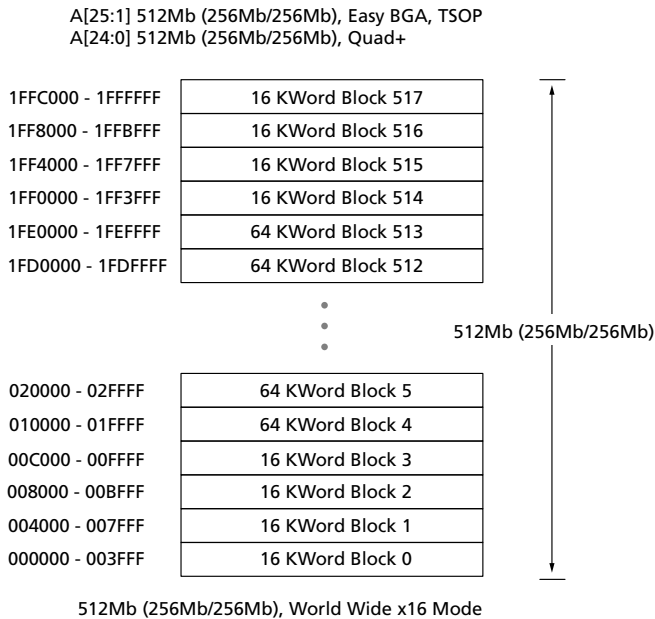 A[25:1] 512Mb (256Mb/256Mb), Easy BGA, TSOP
A[24:0] 512Mb (256Mb/256Mb), Quad+
1FFC000 - 1FFFFFF 16 KWord Block 517
1FF8000 - 1FFBFFF 16 KWord Block 516
1FF4000 - 1FF7FFF 16 KWord Block 515
1FF0000 - 1FF3FFF 16 KWord Block 514
1FE0000 - 1FEFFFF 64 KWord Block 513
1FD0000 - 1FDFFFF 64 KWord Block 512
512Mb (256Mb/256Mb)
020000 - 02FFFF 64 KWord Block 5
010000 - 01FFFF 64 KWord Block 4
00C000 - 00FFFF 16 KWord Block 3
008000 - 00BFFF 16 KWord Block 2
004000 - 007FFF 16 KWord Block 1
000000 - 003FFF 16 KWord Block 0
512Mb (256Mb/256Mb), World Wide x16 Mode